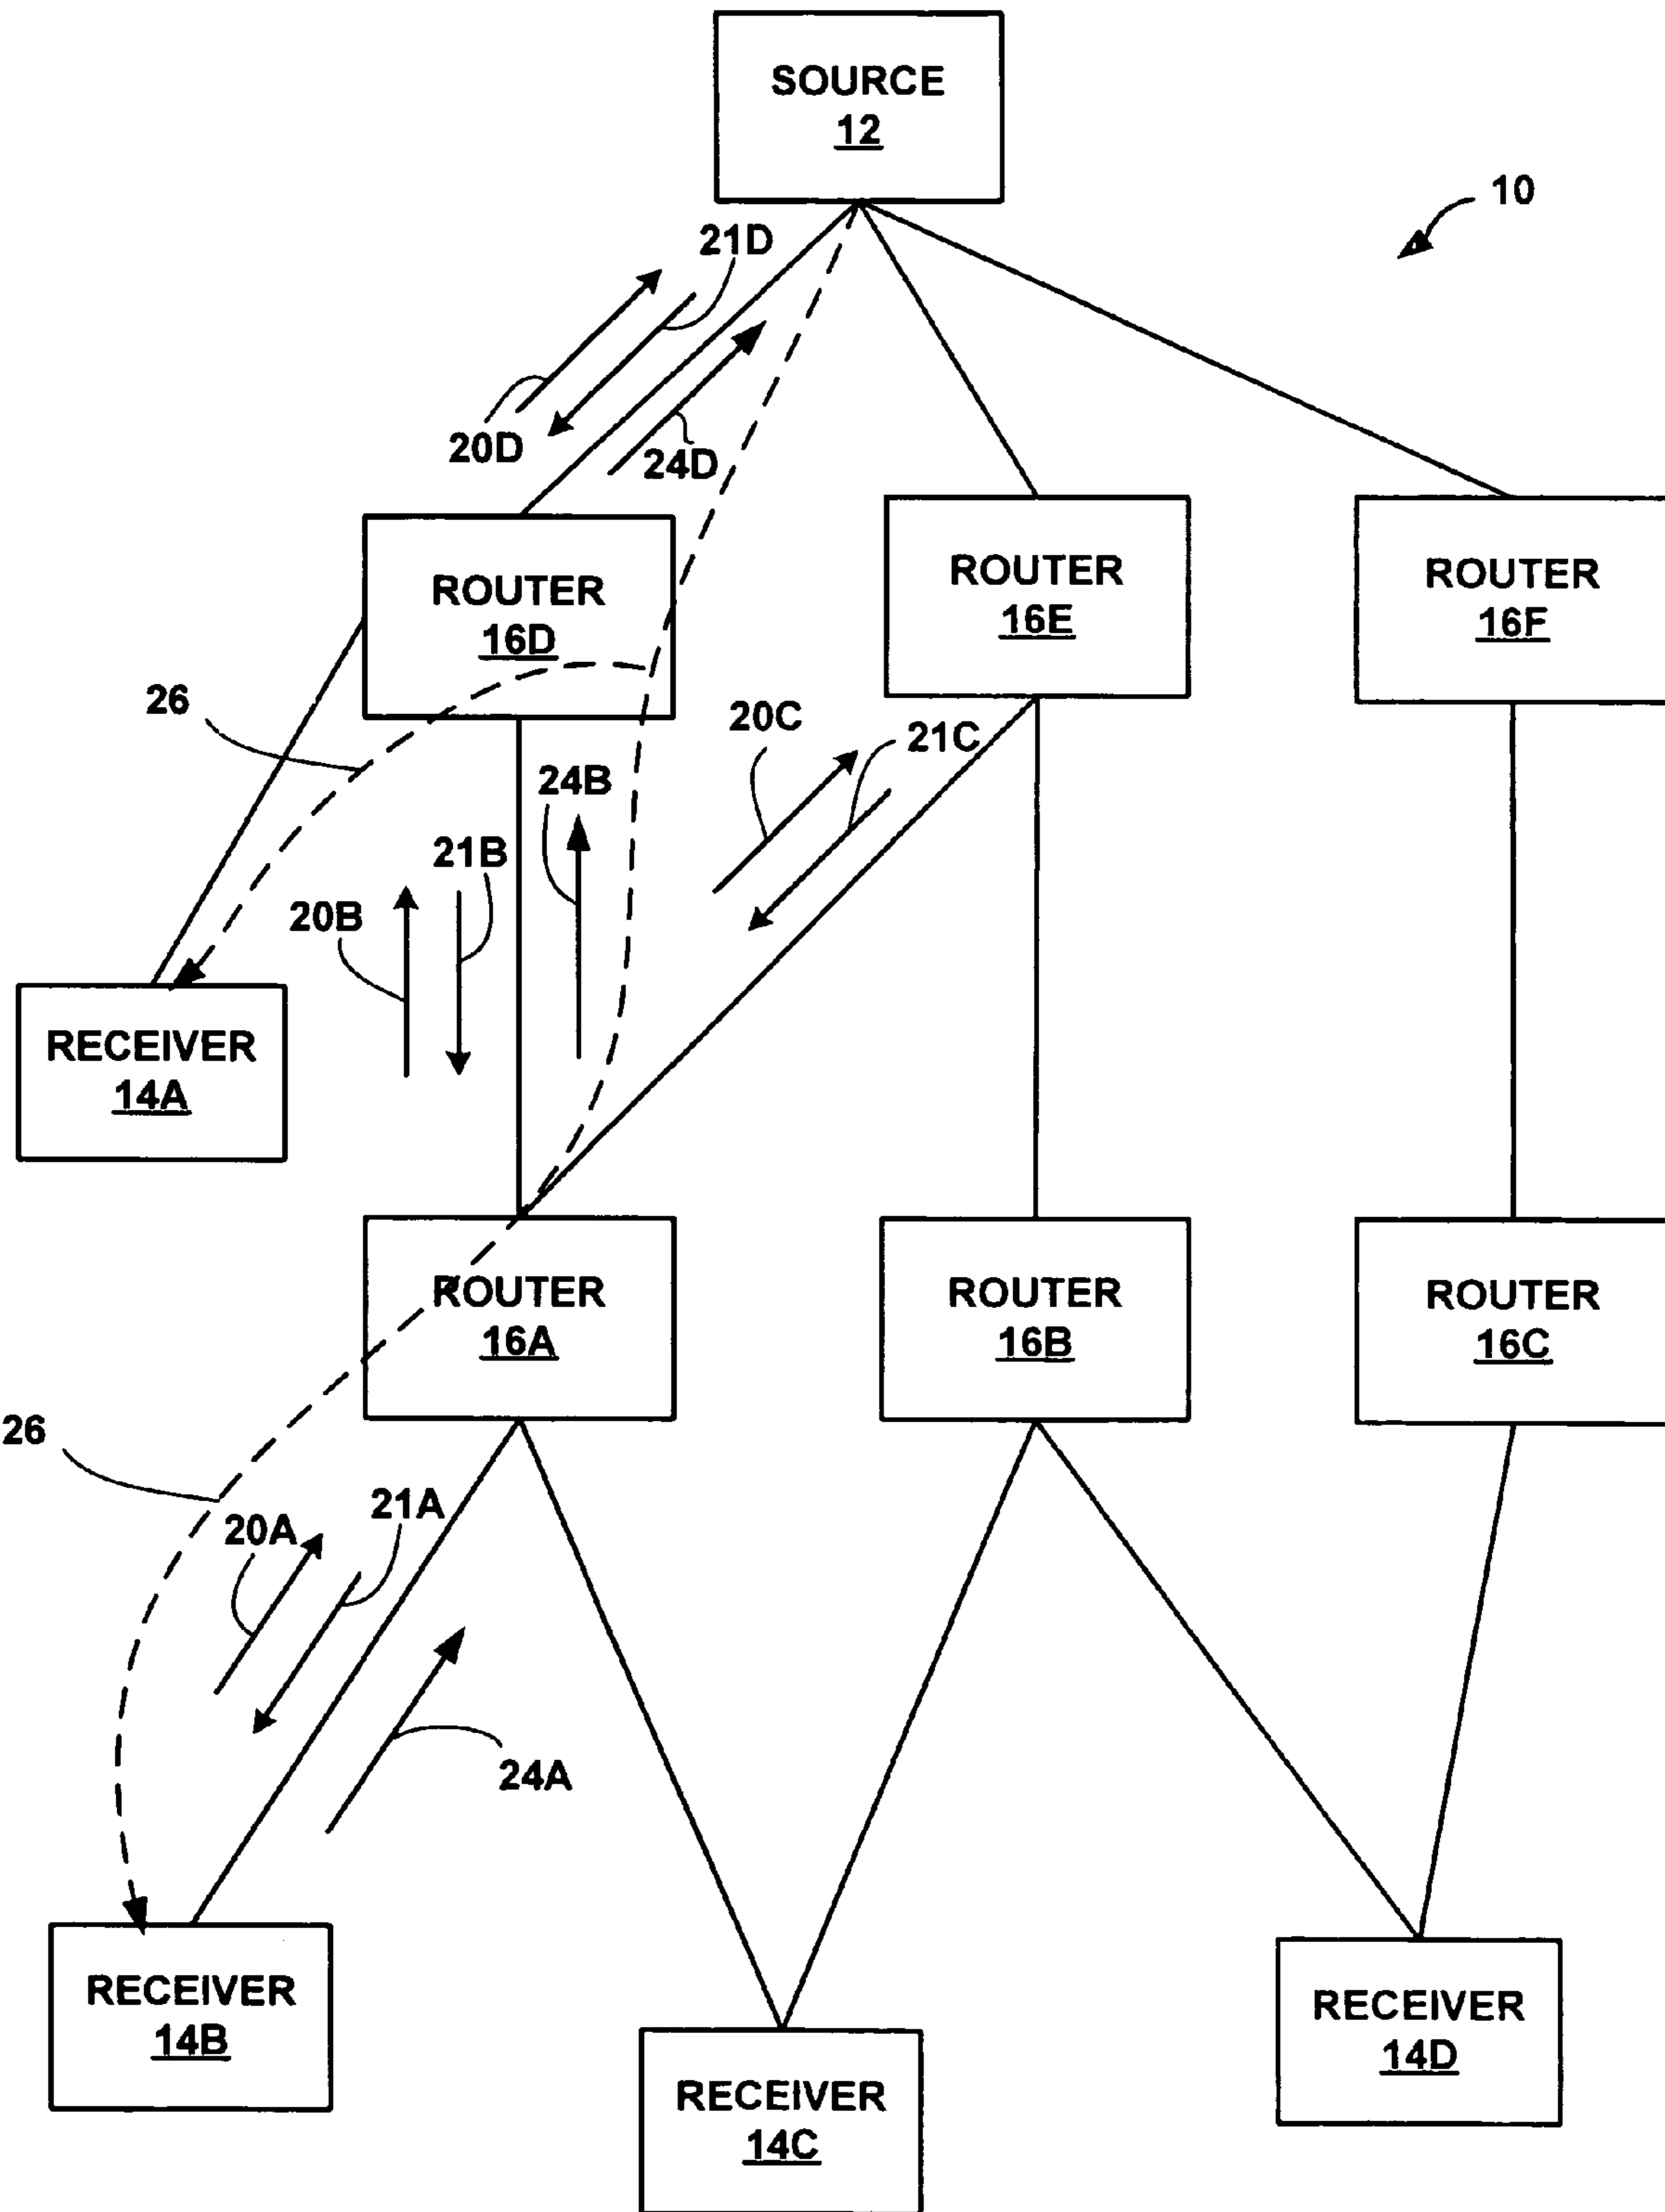 SOURCE
12
10
21D
20D
24D
ROUTER
16D
ROUTER
16E
ROUTER
16F
26
20C
21C
24B
21B
20B
RECEIVER
14A
ROUTER
16A
ROUTER
16B
ROUTER
16C
26
20A
21A
24A
RECEIVER
14B
RECEIVER
14C
RECEIVER
14D